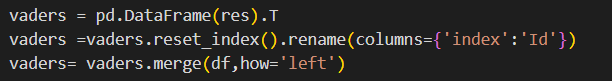 vaders = pd.DataFrame(res).T
vaders =vaders.reset_index().rename(columns={'index':'Id'})
vaders= vaders.merge(df,how='left')